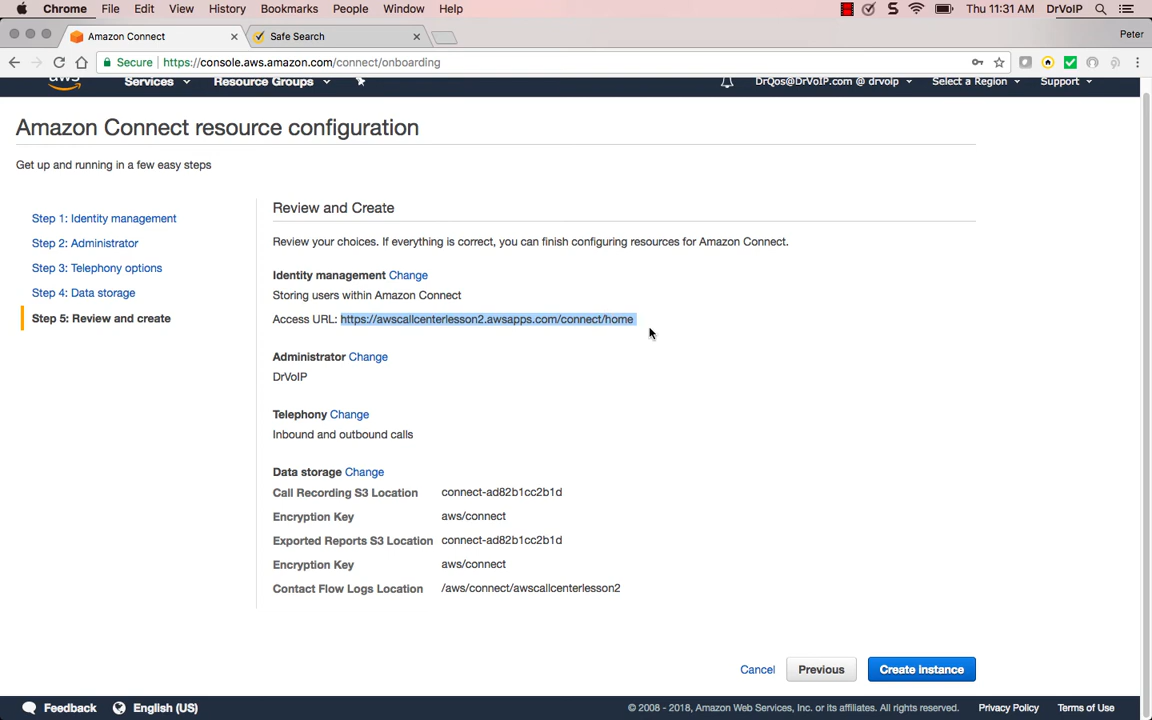 Chrome File Edit View History Bookmarks People Window Help Thu 11:31 AM DrVoIP
Amazon Connect Safe Search Peter
Secure https://console.aws.amazon.com/connect/onboarding
aws Services Resource Groups DrQos@DrVoIP.com @ drvoip Select a Region Support
Amazon Connect resource configuration
Get up and running in a few easy steps
Step 1: Identity management
Step 2: Administrator
Step 3: Telephony options
Step 4: Data storage
Step 5: Review and create
Review and Create
Review your choices. If everything is correct, you can finish configuring resources for Amazon Connect.
Identity management Change
Storing users within Amazon Connect
Access URL: https://awscallcenterlesson2.awsapps.com/connect/home
Administrator Change
DrVoIP
Telephony Change
Inbound and outbound calls
Data storage Change
Call Recording S3 Location connect-ad82b1cc2b1d
Encryption Key aws/connect
Exported Reports S3 Location connect-ad82b1cc2b1d
Encryption Key aws/connect
Contact Flow Logs Location /aws/connect/awscallcenterlesson2
Cancel Previous Create instance
Feedback English (US) © 2008 - 2018, Amazon Web Services, Inc. or its affiliates. All rights reserved. Privacy Policy Terms of Use